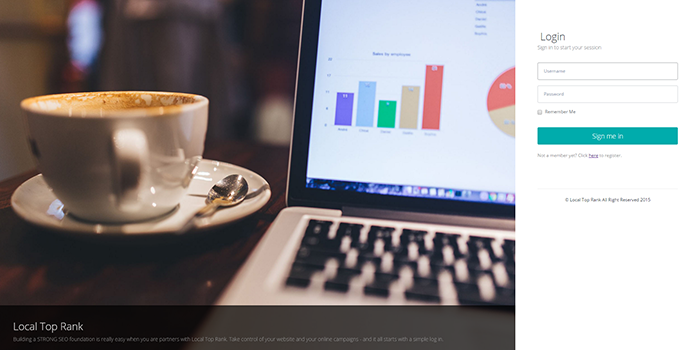 Sales by employee
Login
Sign in to start your session
Username
Password
Remember Me
Sign me in
Not a member yet? Click here to register.
© Local Top Rank All Right Reserved 2015
Local Top Rank
Building a STRONG SEO foundation is really easy when you are partners with Local Top Rank. Take control of your website and your online campaigns - and it all starts with a simple log in.